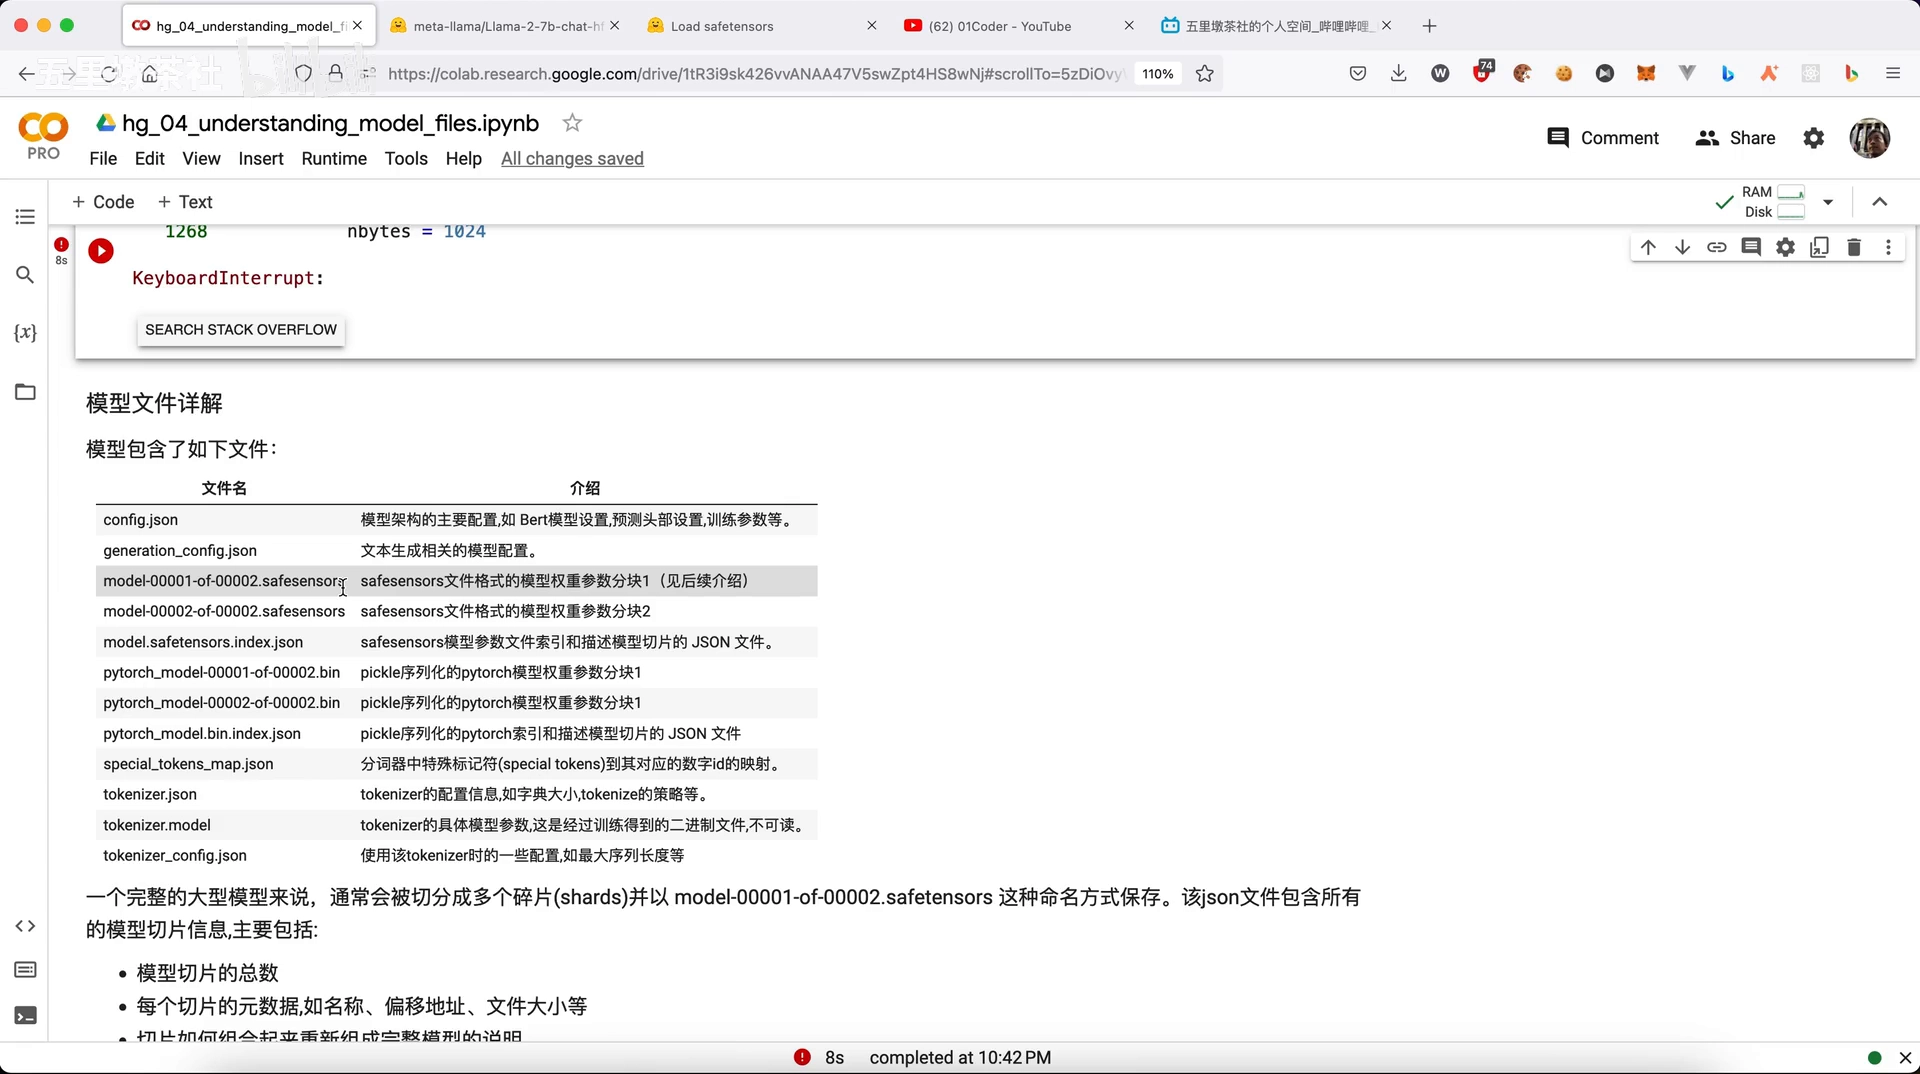 hg_04_understanding_model_fi
meta-llama/Llama-2-7b-chat-hf
Load safetensors
(62) 01Coder - YouTube
五里墩茶社的个人空间_哔哩哔哩_
五里墩茶社 bilibili
https://colab.research.google.com/drive/1tR3i9sk426vvANAA47V5swZpt4HS8wNj#scrollTo=5zDiOvy
110%
74
PRO
hg_04_understanding_model_files.ipynb
File Edit View Insert Runtime Tools Help All changes saved
Comment
Share
+ Code + Text
RAM
Disk
1268 nbytes = 1024
8s
KeyboardInterrupt:
SEARCH STACK OVERFLOW
{x}
模型文件详解
模型包含了如下文件：
文件名 介绍
config.json 模型架构的主要配置,如 Bert模型设置,预测头部设置,训练参数等。
generation_config.json 文本生成相关的模型配置。
model-00001-of-00002.safesensors safesensors文件格式的模型权重参数分块1（见后续介绍）
model-00002-of-00002.safesensors safesensors文件格式的模型权重参数分块2
model.safetensors.index.json safesensors模型参数文件索引和描述模型切片的 JSON 文件。
pytorch_model-00001-of-00002.bin pickle序列化的pytorch模型权重参数分块1
pytorch_model-00002-of-00002.bin pickle序列化的pytorch模型权重参数分块1
pytorch_model.bin.index.json pickle序列化的pytorch索引和描述模型切片的 JSON 文件
special_tokens_map.json 分词器中特殊标记符(special tokens)到其对应的数字id的映射。
tokenizer.json tokenizer的配置信息,如字典大小,tokenize的策略等。
tokenizer.model tokenizer的具体模型参数,这是经过训练得到的二进制文件,不可读。
tokenizer_config.json 使用该tokenizer时的一些配置,如最大序列长度等
一个完整的大型模型来说，通常会被切分成多个碎片(shards)并以 model-00001-of-00002.safetensors 这种命名方式保存。该json文件包含所有
的模型切片信息,主要包括:
• 模型切片的总数
• 每个切片的元数据,如名称、偏移地址、文件大小等
• 切片如何组合起来重新组成完整模型的说明
8s completed at 10:42 PM